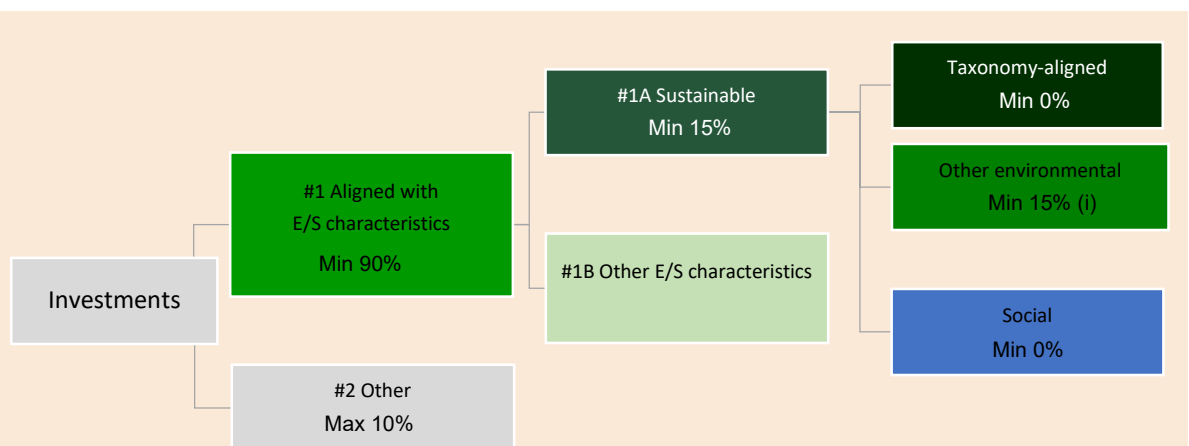 Investments
#1 Aligned with
E/S characteristics
Min 90%
#2 Other
Max 10%
#1A Sustainable
Min 15%
#1B Other E/S characteristics
Taxonomy-aligned
Min 0%
Other environmental
Min 15% (i)
Social
Min 0%